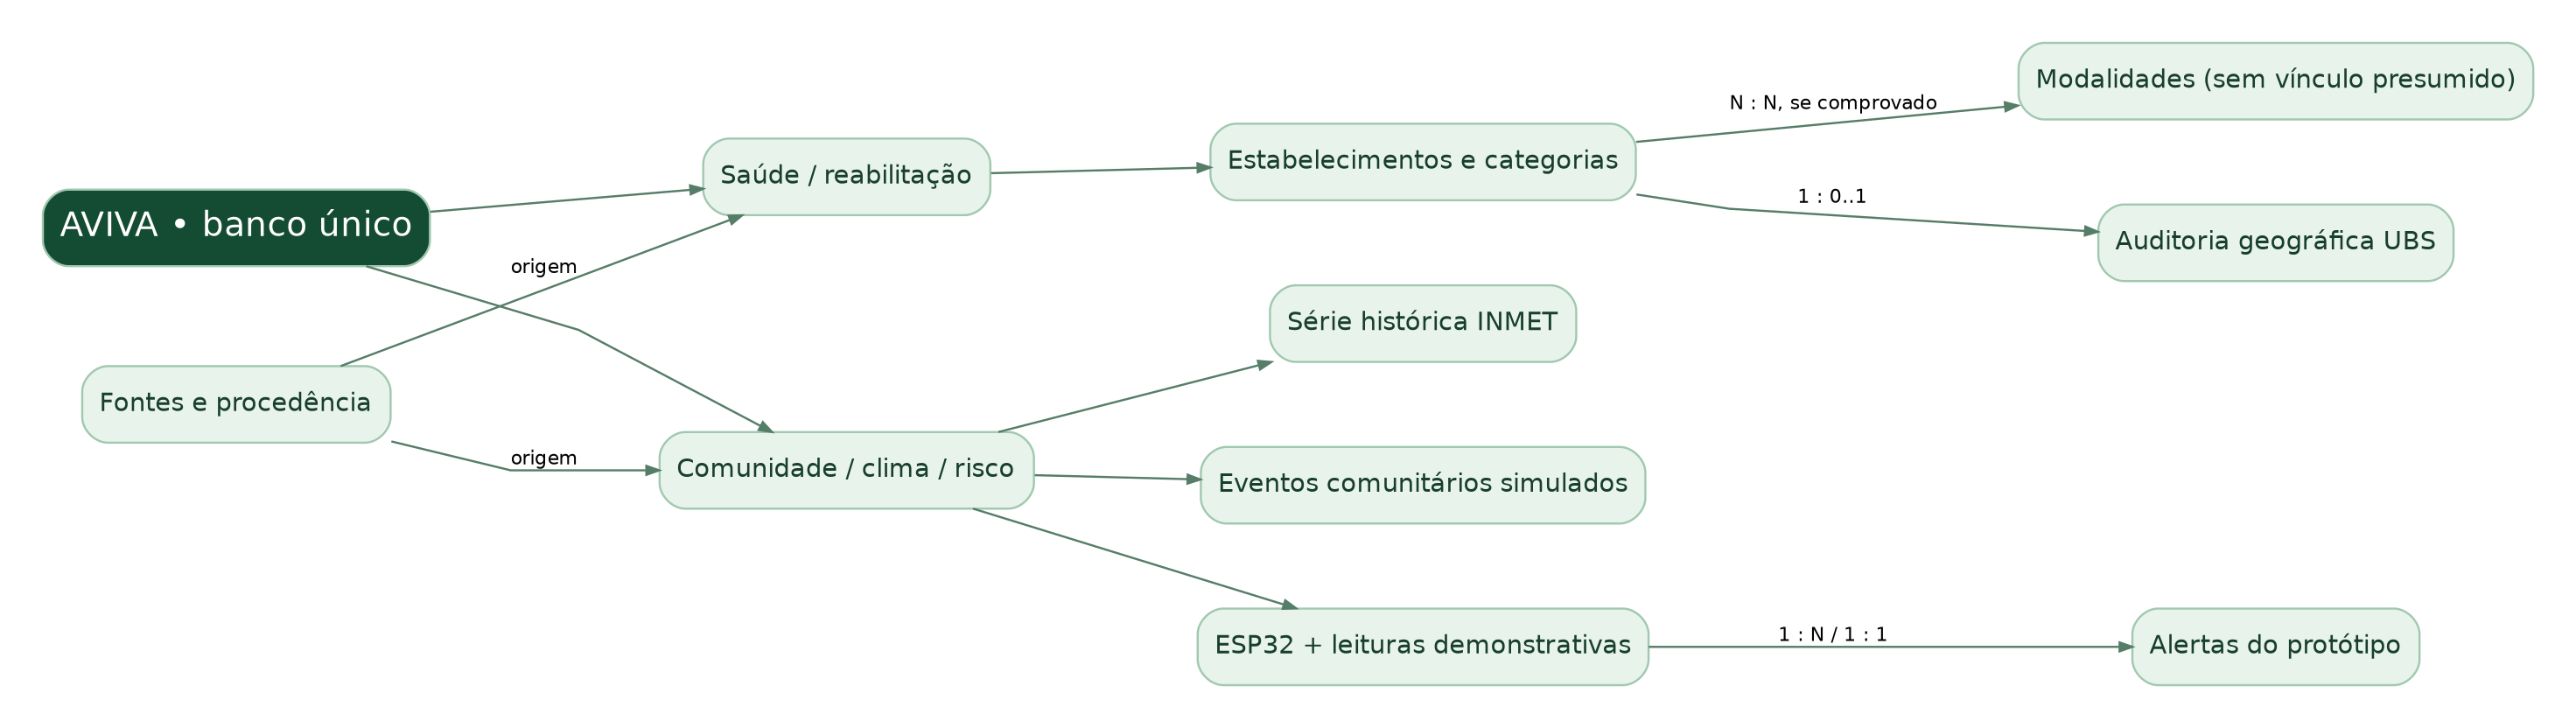 Modalidades (sem vínculo presumido)
N : N, se comprovado
Estabelecimentos e categorias
Saúde / reabilitação
1 : 0..1
AVIVA • banco único
Auditoria geográfica UBS
origem
Série histórica INMET
Fontes e procedência
origem
Comunidade / clima / risco
Eventos comunitários simulados
1 : N / 1 : 1
ESP32 + leituras demonstrativas
Alertas do protótipo